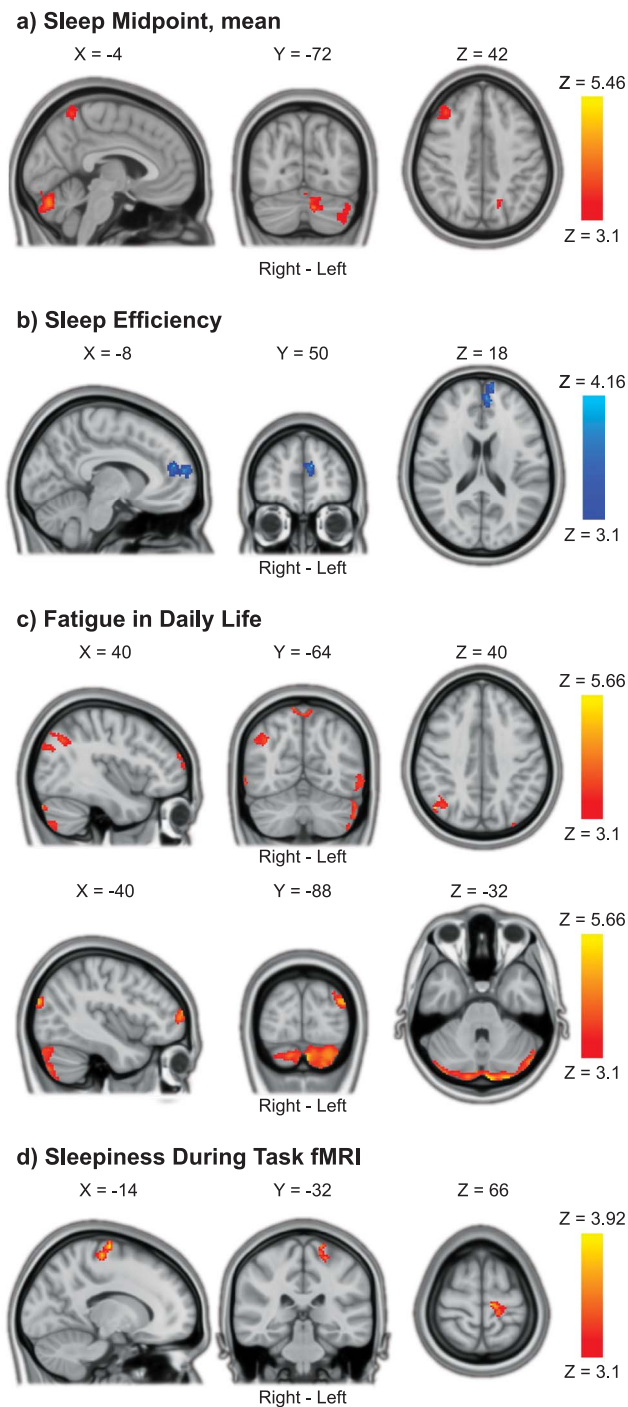 a) Sleep Midpoint, mean
X = -4
Y = -72
Z = 42
Z = 5.46
Z = 3.1
Right - Left
b) Sleep Efficiency
X = -8
Y = 50
Z = 18
Z = 4.16
Z = 3.1
Right - Left
c) Fatigue in Daily Life
X = 40
Y = -64
Z = 40
Z = 5.66
Z = 3.1
Right - Left
X = -40
Y = -88
Z = -32
Z = 5.66
Z = 3.1
Right - Left
d) Sleepiness During Task fMRI
X = -14
Y = -32
Z = 66
Z = 3.92
Z = 3.1
Right - Left